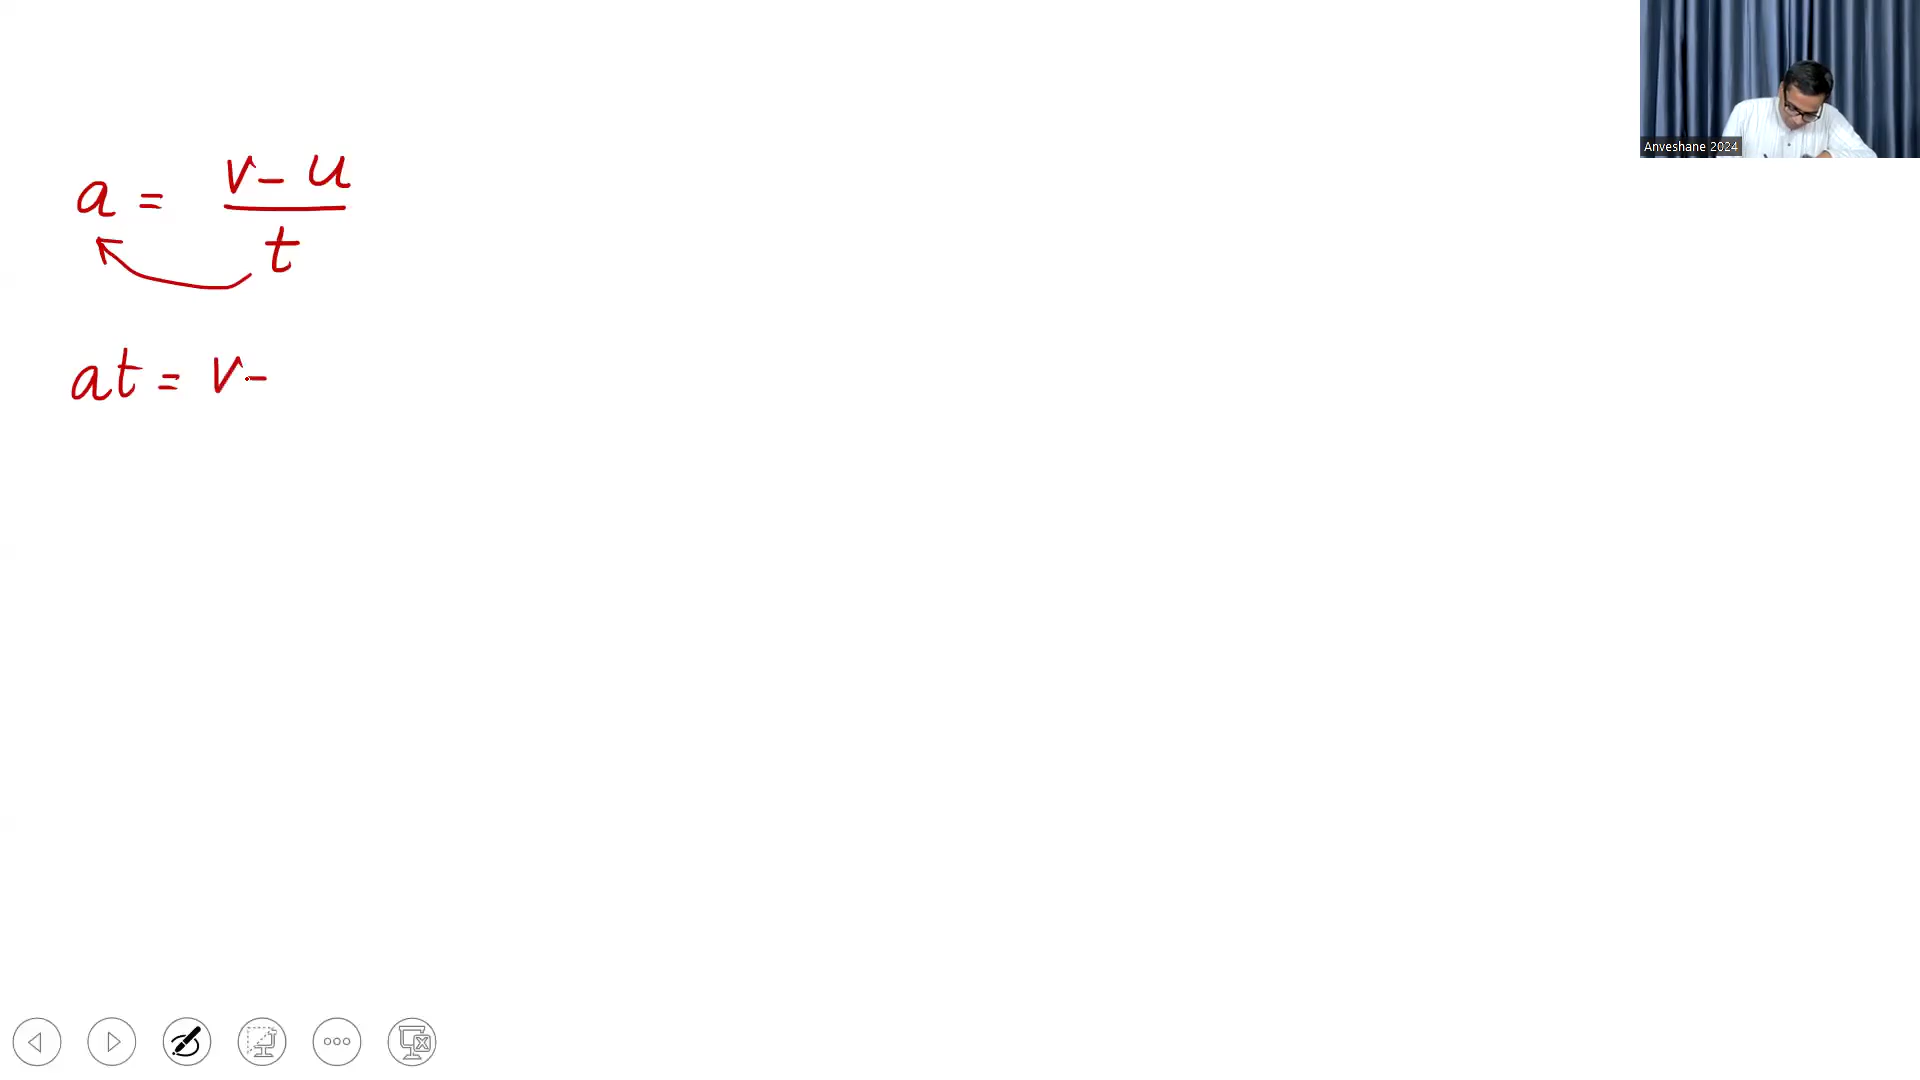 a = v - u / t
at = v -
Anveshane 2024